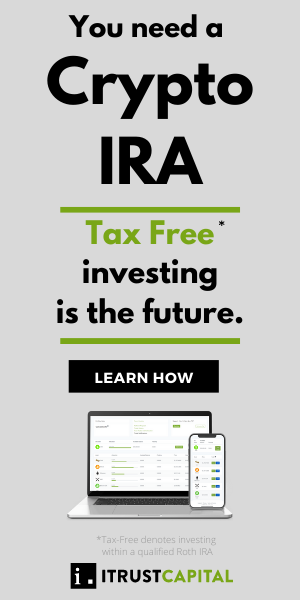 You need a
Crypto
IRA
Tax Free*
investing
is the future.
LEARN HOW
*Tax-Free denotes investing
within a qualified Roth IRA
i. ITRUSTCAPITAL